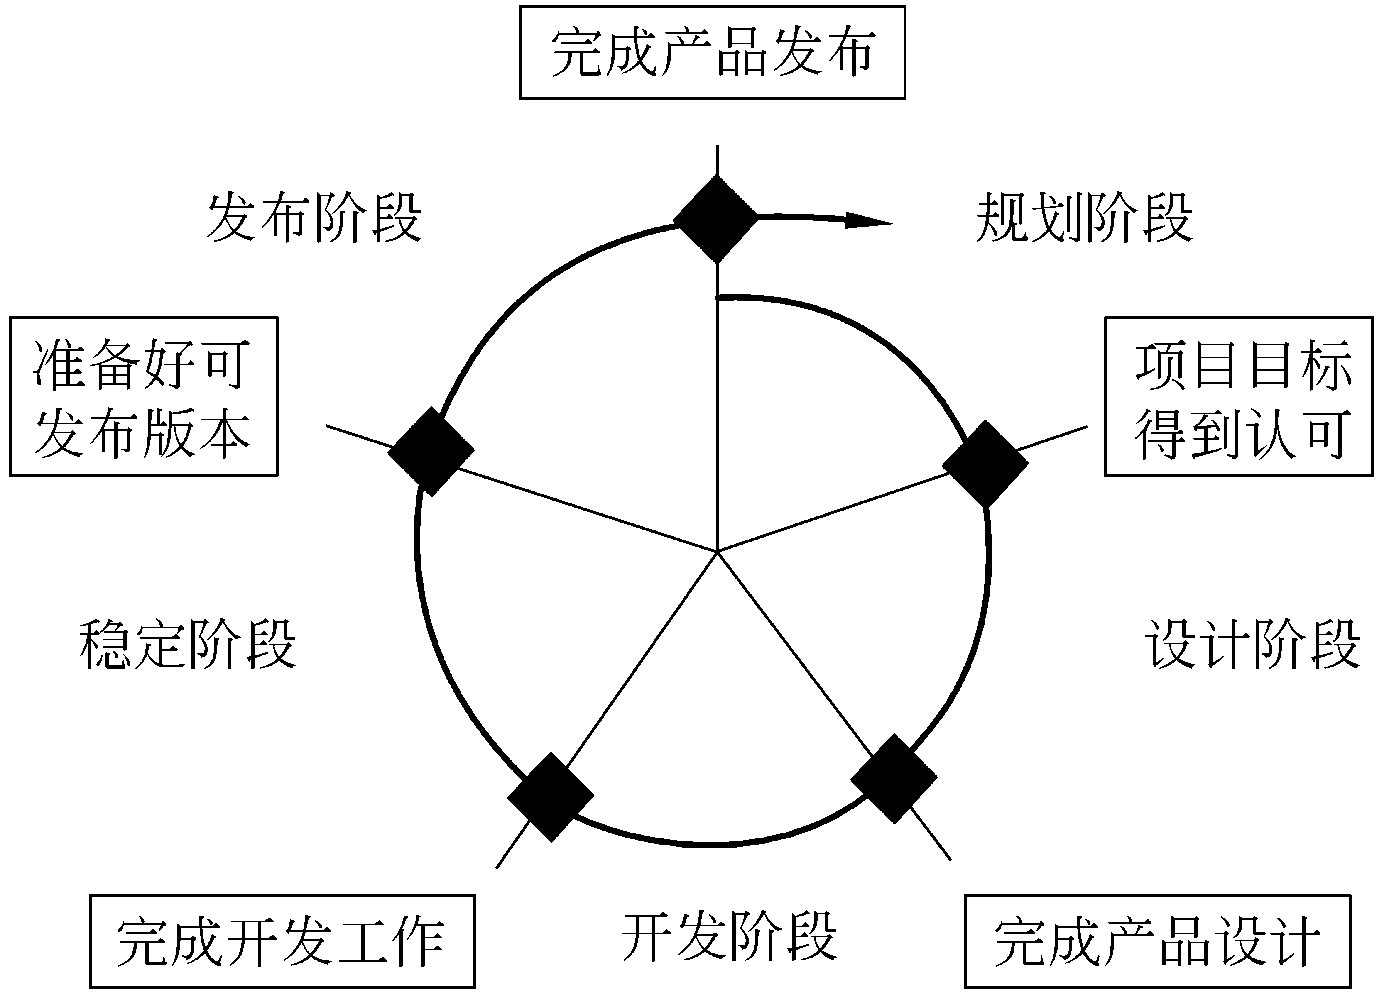 完成产品发布
发布阶段
规划阶段
准备好可
发布版本
项目目标
得到认可
稳定阶段
设计阶段
完成开发工作
开发阶段
完成产品设计